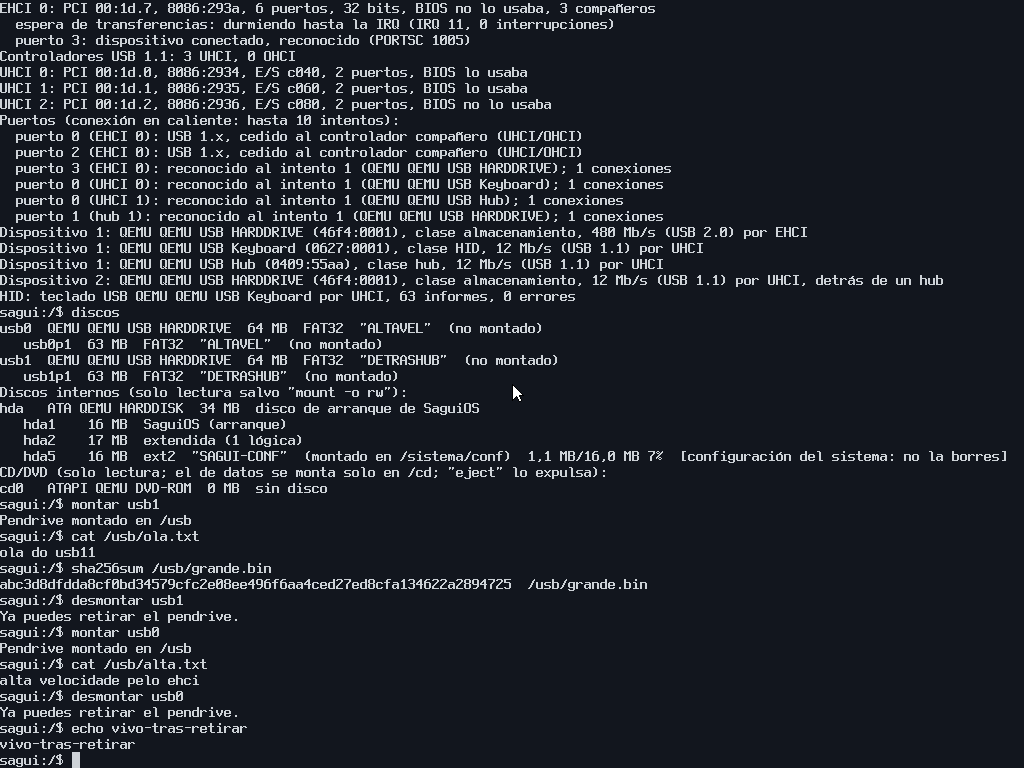 EHCI 0: PCI 00:1d.7, 8086:293a, 6 puertos, 32 bits, BIOS no lo usaba, 3 compañeros
  espera de transferencias: durmiendo hasta la IRQ (IRQ 11, 0 interrupciones)
  puerto 3: dispositivo conectado, reconocido (PORTSC 1005)
Controladores USB 1.1: 3 UHCI, 0 OHCI
UHCI 0: PCI 00:1d.0, 8086:2934, E/S c040, 2 puertos, BIOS lo usaba
UHCI 1: PCI 00:1d.1, 8086:2935, E/S c060, 2 puertos, BIOS lo usaba
UHCI 2: PCI 00:1d.2, 8086:2936, E/S c080, 2 puertos, BIOS no lo usaba
Puertos (conexión en caliente: hasta 10 intentos):
  puerto 0 (EHCI 0): USB 1.x, cedido al controlador compañero (UHCI/OHCI)
  puerto 2 (EHCI 0): USB 1.x, cedido al controlador compañero (UHCI/OHCI)
  puerto 3 (EHCI 0): reconocido al intento 1 (QEMU QEMU USB HARDDRIVE); 1 conexiones
  puerto 0 (UHCI 0): reconocido al intento 1 (QEMU QEMU USB Keyboard); 1 conexiones
  puerto 0 (UHCI 1): reconocido al intento 1 (QEMU QEMU USB Hub); 1 conexiones
  puerto 1 (hub 1): reconocido al intento 1 (QEMU QEMU USB HARDDRIVE); 1 conexiones
Dispositivo 1: QEMU QEMU USB HARDDRIVE (46f4:0001), clase almacenamiento, 480 Mb/s (USB 2.0) por EHCI
Dispositivo 1: QEMU QEMU USB Keyboard (0627:0001), clase HID, 12 Mb/s (USB 1.1) por UHCI
Dispositivo 1: QEMU QEMU USB Hub (0409:55aa), clase hub, 12 Mb/s (USB 1.1) por UHCI
Dispositivo 2: QEMU QEMU USB HARDDRIVE (46f4:0001), clase almacenamiento, 12 Mb/s (USB 1.1) por UHCI, detrás de un hub
HID: teclado USB QEMU QEMU USB Keyboard por UHCI, 63 informes, 0 errores
sagui:/$ discos
usb0  QEMU QEMU USB HARDDRIVE  64 MB  FAT32  "ALTAVEL"  (no montado)
   usb0p1  63 MB  FAT32  "ALTAVEL"  (no montado)
usb1  QEMU QEMU USB HARDDRIVE  64 MB  FAT32  "DETRASHUB"  (no montado)
   usb1p1  63 MB  FAT32  "DETRASHUB"  (no montado)
Discos internos (solo lectura salvo "mount -o rw"):
hda   ATA QEMU HARDDISK  34 MB  disco de arranque de SaguiOS
   hda1    16 MB  SaguiOS (arranque)
   hda2    17 MB  extendida (1 lógica)
   hda5    16 MB  ext2  "SAGUI-CONF"  (montado en /sistema/conf)  1,1 MB/16,0 MB 7%  [configuración del sistema: no la borres]
CD/DVD (solo lectura; el de datos se monta solo en /cd; "eject" lo expulsa):
cd0   ATAPI QEMU DVD-ROM  0 MB  sin disco
sagui:/$ montar usb1
Pendrive montado en /usb
sagui:/$ cat /usb/ola.txt
ola do usb11
sagui:/$ sha256sum /usb/grande.bin
abc3d8dfdda8cf0bd34579cfc2e08ee496f6aa4ced27ed8cfa134622a2894725  /usb/grande.bin
sagui:/$ desmontar usb1
Ya puedes retirar el pendrive.
sagui:/$ montar usb0
Pendrive montado en /usb
sagui:/$ cat /usb/alta.txt
alta velocidade pelo ehci
sagui:/$ desmontar usb0
Ya puedes retirar el pendrive.
sagui:/$ echo vivo-tras-retirar
vivo-tras-retirar
sagui:/$